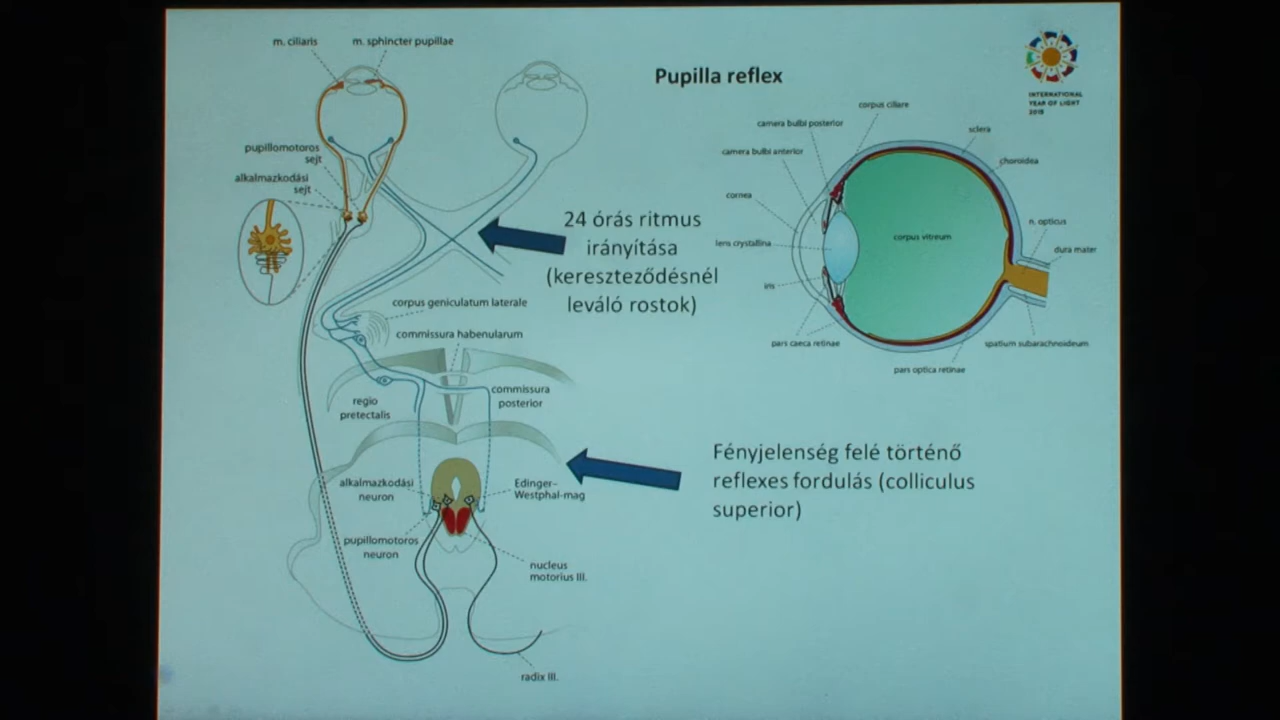 Pupilla reflex
INTERNATIONAL
YEAR OF LIGHT
2015
m. ciliaris
m. sphincter pupillae
pupillomotoros
sejt
alkalmazkodási
sejt
24 órás ritmus
irányítása
(kereszteződésnél
leváló rostok)
corpus geniculatum laterale
commissura habenularum
regio
pretectalis
commissura
posterior
alkalmazkodási
neuron
Edinger–
Westphal-mag
pupillomotoros
neuron
nucleus
motorius III.
radix III.
corpus ciliare
camera bulbi posterior
sclera
camera bulbi anterior
choroidea
cornea
n. opticus
corpus vitreum
lens crystallina
dura mater
iris
pars caeca retinae
spatium subarachnoideum
pars optica retinae
Fényjelenség felé történő
reflexes fordulás (colliculus
superior)